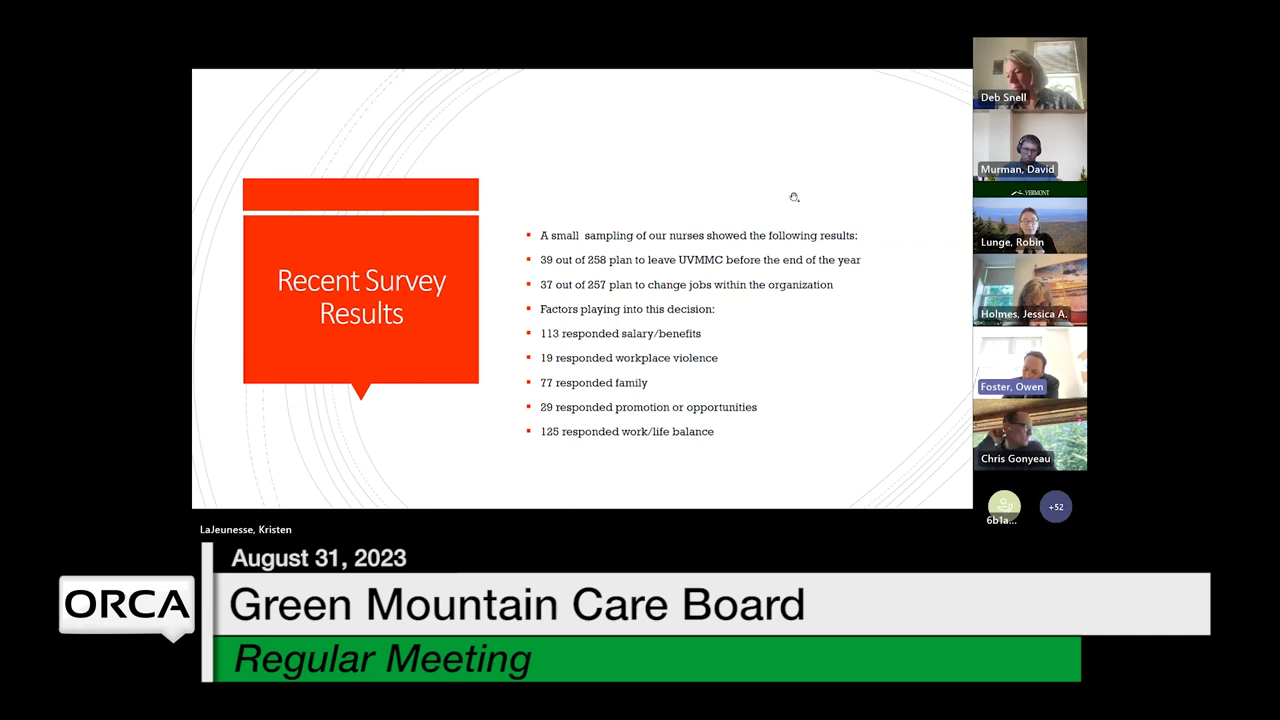 Recent Survey
Results
A small sampling of our nurses showed the following results:
39 out of 258 plan to leave UVMMC before the end of the year
37 out of 257 plan to change jobs within the organization
Factors playing into this decision:
113 responded salary/benefits
19 responded workplace violence
77 responded family
29 responded promotion or opportunities
125 responded work/life balance
Deb Snell
Murman, David
VERMONT
Lunge, Robin
Holmes, Jessica A.
Foster, Owen
Chris Gonyeau
6b1a...
+52
LaJeunesse, Kristen
August 31, 2023
ORCA
Green Mountain Care Board
Regular Meeting